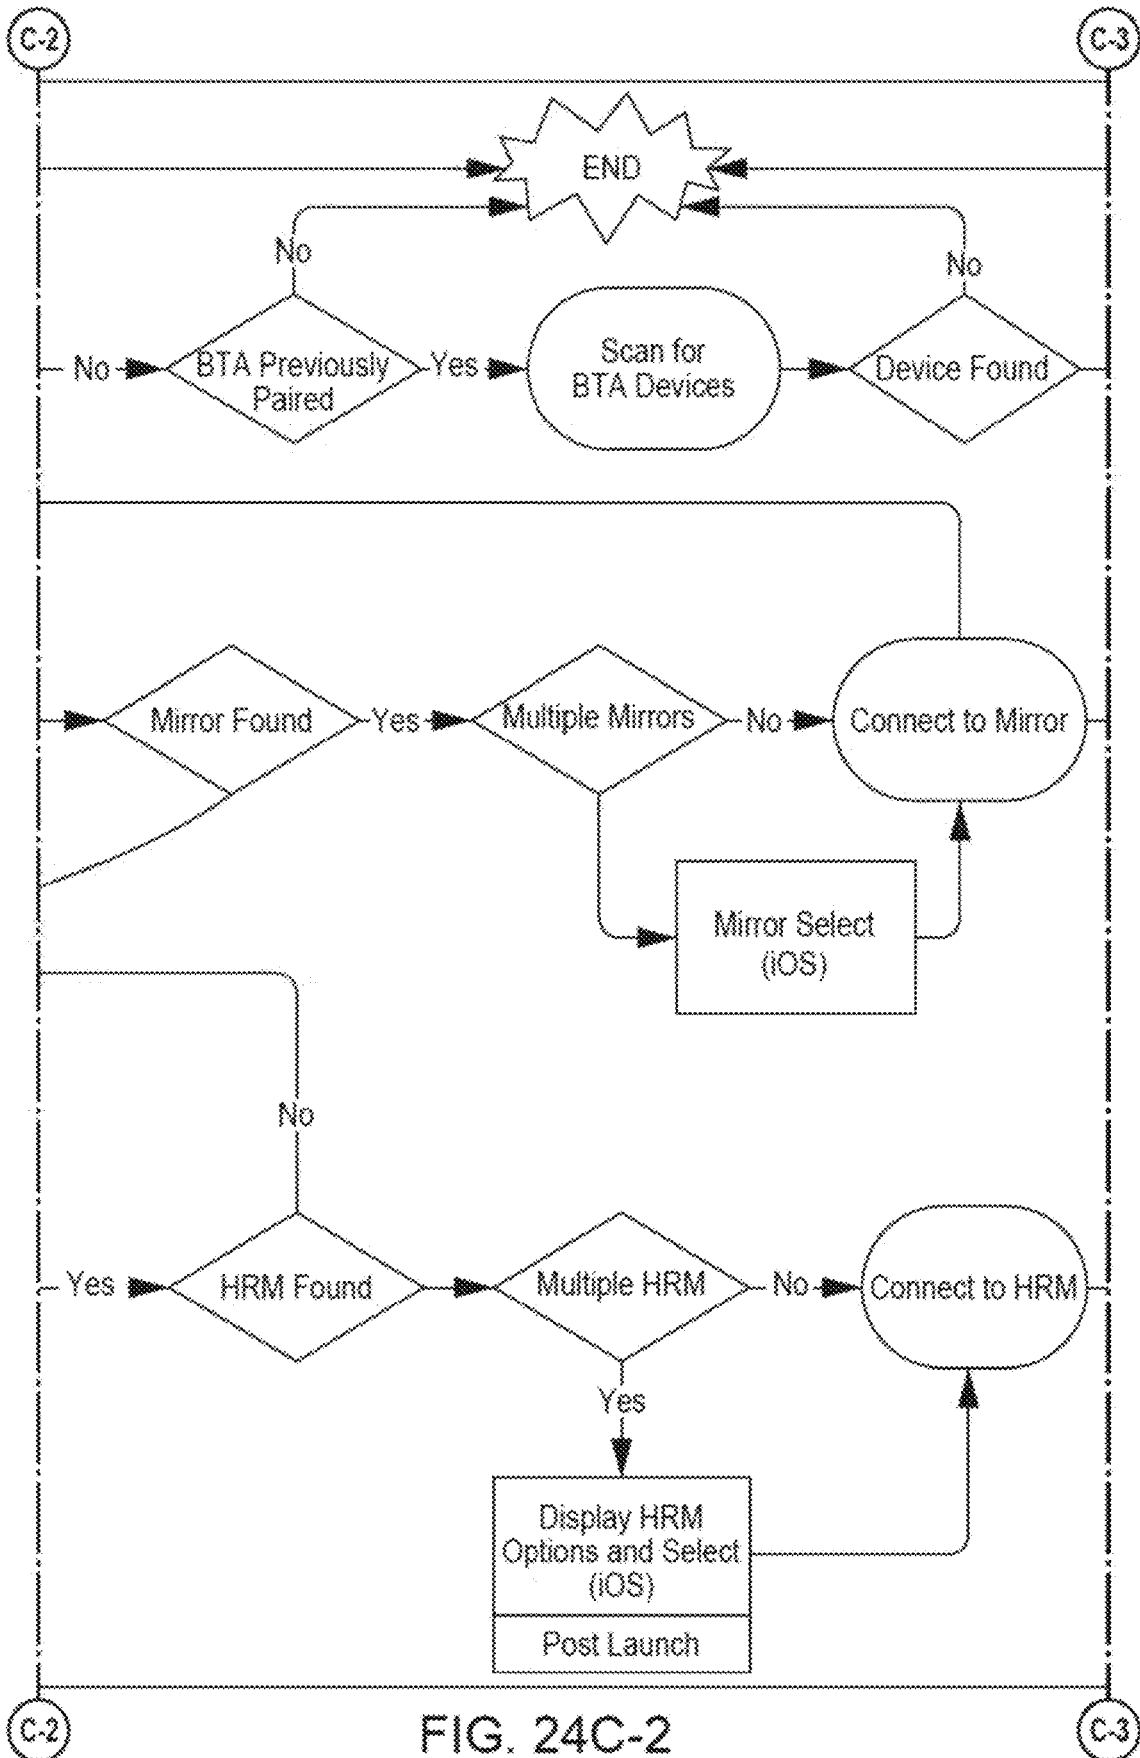 C-2
C-3
END
No
No
No
BTA Previously
Paired
Yes
Scan for
BTA Devices
Device Found
Mirror Found
Yes
Multiple Mirrors
No
Connect to Mirror
Mirror Select
(iOS)
No
Yes
HRM Found
Multiple HRM
No
Connect to HRM
Yes
Display HRM
Options and Select
(iOS)
Post Launch
C-2
FIG. 24C-2
C-3